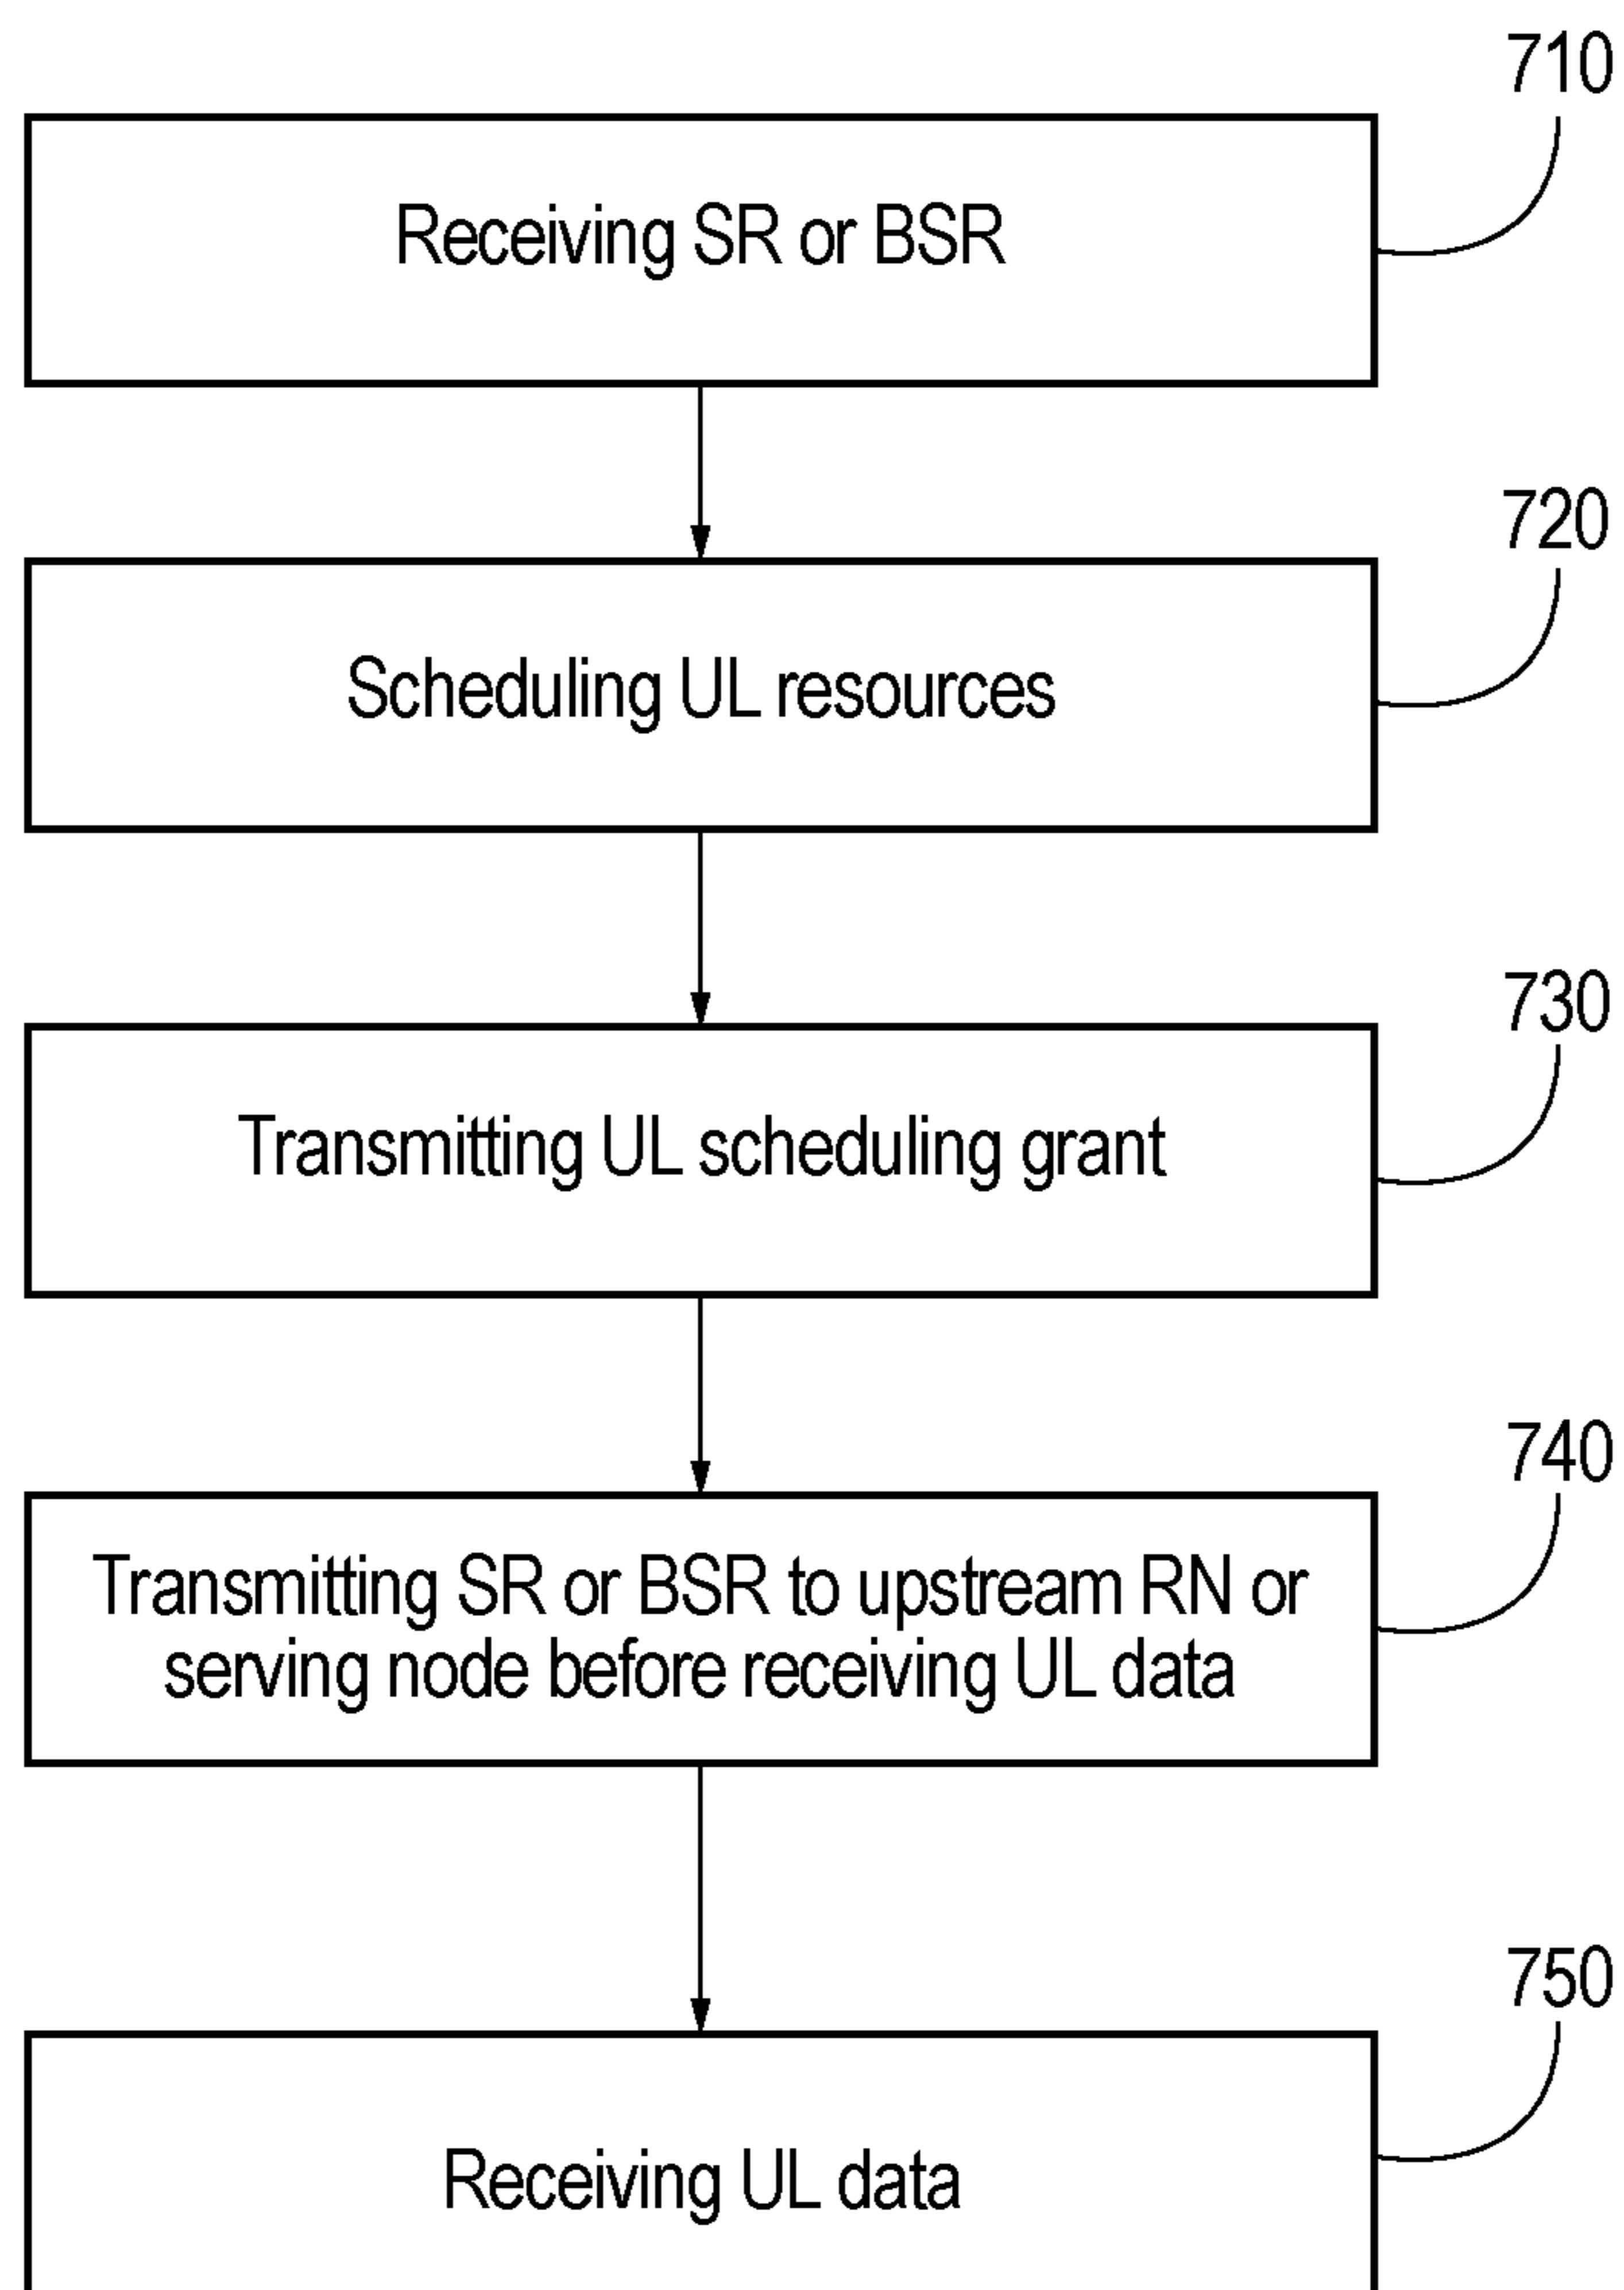 710
Receiving SR or BSR
720
Scheduling UL resources
730
Transmitting UL scheduling grant
740
Transmitting SR or BSR to upstream RN or
serving node before receiving UL data
750
Receiving UL data